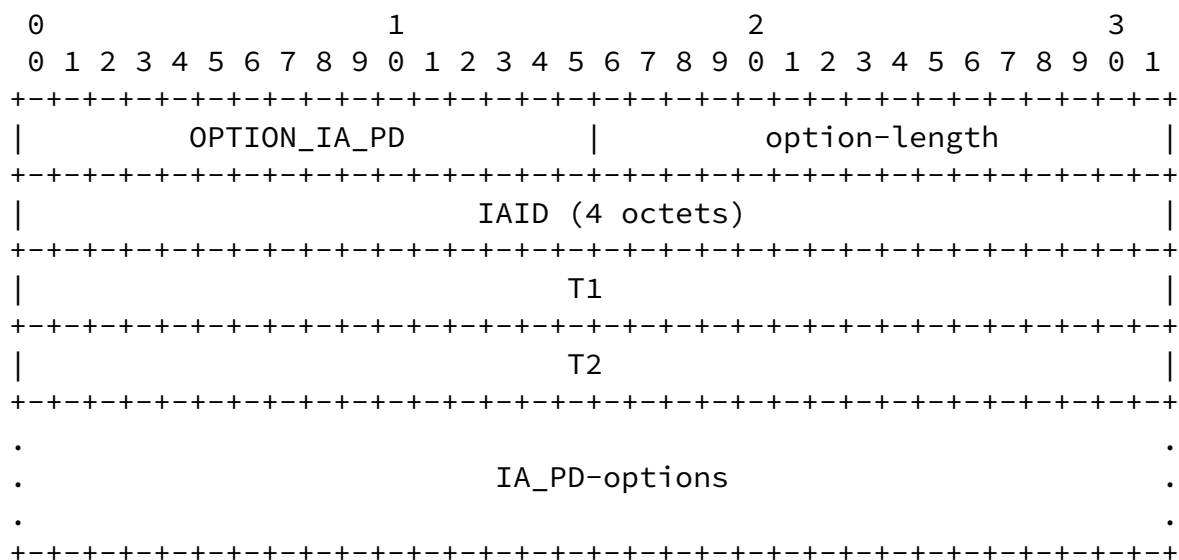 0                   1                   2                   3
 0 1 2 3 4 5 6 7 8 9 0 1 2 3 4 5 6 7 8 9 0 1 2 3 4 5 6 7 8 9 0 1
+-+-+-+-+-+-+-+-+-+-+-+-+-+-+-+-+-+-+-+-+-+-+-+-+-+-+-+-+-+-+-+-+
|         OPTION_IA_PD          |         option-length         |
+-+-+-+-+-+-+-+-+-+-+-+-+-+-+-+-+-+-+-+-+-+-+-+-+-+-+-+-+-+-+-+-+
|                         IAID (4 octets)                       |
+-+-+-+-+-+-+-+-+-+-+-+-+-+-+-+-+-+-+-+-+-+-+-+-+-+-+-+-+-+-+-+-+
|                              T1                               |
+-+-+-+-+-+-+-+-+-+-+-+-+-+-+-+-+-+-+-+-+-+-+-+-+-+-+-+-+-+-+-+-+
|                              T2                               |
+-+-+-+-+-+-+-+-+-+-+-+-+-+-+-+-+-+-+-+-+-+-+-+-+-+-+-+-+-+-+-+-+
.                                                               .
.                          IA_PD-options                        .
.                                                               .
+-+-+-+-+-+-+-+-+-+-+-+-+-+-+-+-+-+-+-+-+-+-+-+-+-+-+-+-+-+-+-+-+